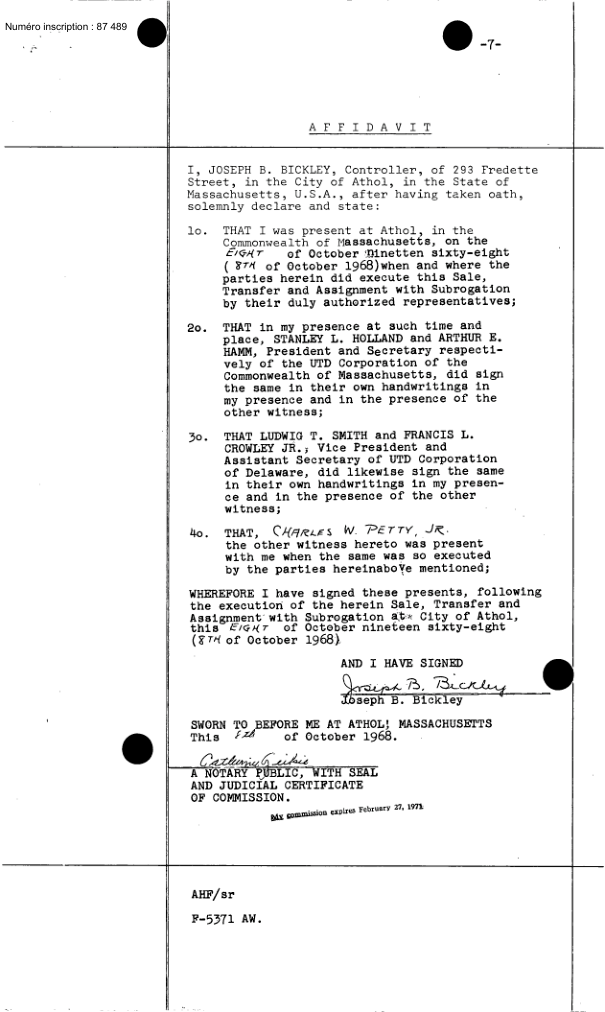 Numéro inscription : 87 489
-7-
A F F I D A V I T
I, JOSEPH B. BICKLEY, Controller, of 293 Fredette
Street, in the City of Athol, in the State of
Massachusetts, U.S.A., after having taken oath,
solemnly declare and state:
1o. THAT I was present at Athol, in the
Commonwealth of Massachusetts, on the
EIGHT of October ninetten sixty-eight
( 8TH of October 1968)when and where the
parties herein did execute this Sale,
Transfer and Assignment with Subrogation
by their duly authorized representatives;
2o. THAT in my presence at such time and
place, STANLEY L. HOLLAND and ARTHUR E.
HAMM, President and Secretary respecti-
vely of the UTD Corporation of the
Commonwealth of Massachusetts, did sign
the same in their own handwritings in
my presence and in the presence of the
other witness;
3o. THAT LUDWIG T. SMITH and FRANCIS L.
CROWLEY JR., Vice President and
Assistant Secretary of UTD Corporation
of Delaware, did likewise sign the same
in their own handwritings in my presen-
ce and in the presence of the other
witness;
4o. THAT, CHARLES W. PETTY, JR.
the other witness hereto was present
with me when the same was so executed
by the parties hereinabove mentioned;
WHEREFORE I have signed these presents, following
the execution of the herein Sale, Transfer and
Assignment with Subrogation at City of Athol,
this EIGHT of October nineteen sixty-eight
(8TH of October 1968)
AND I HAVE SIGNED
Joseph B. Bickley
Joseph B. Bickley
SWORN TO BEFORE ME AT ATHOL! MASSACHUSETTS
This 8th of October 1968.
A NOTARY PUBLIC, WITH SEAL
AND JUDICIAL CERTIFICATE
OF COMMISSION.
My commission expires February 27, 1971
AHF/sr
F-5371 AW.